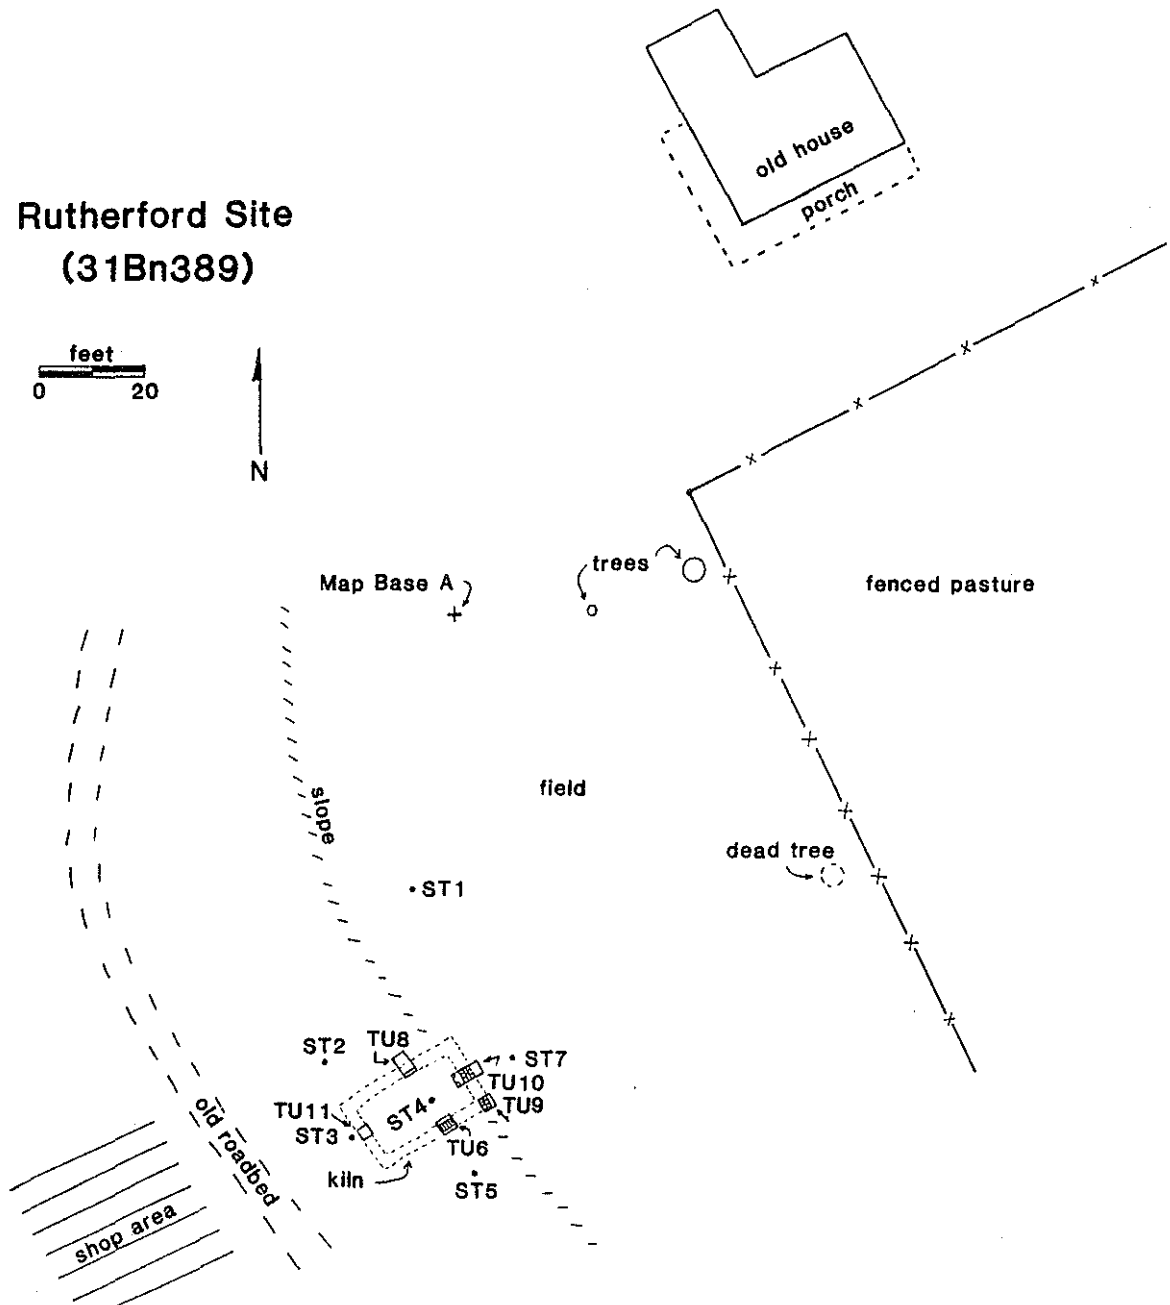 old house
porch
Rutherford Site
(31Bn389)
feet
0 20
N
trees
Map Base A
fenced pasture
field
slope
dead tree
ST1
ST2
TU8
ST7
TU10
ST4
TU9
TU11
ST3
TU6
kiln
ST5
old roadbed
shop area